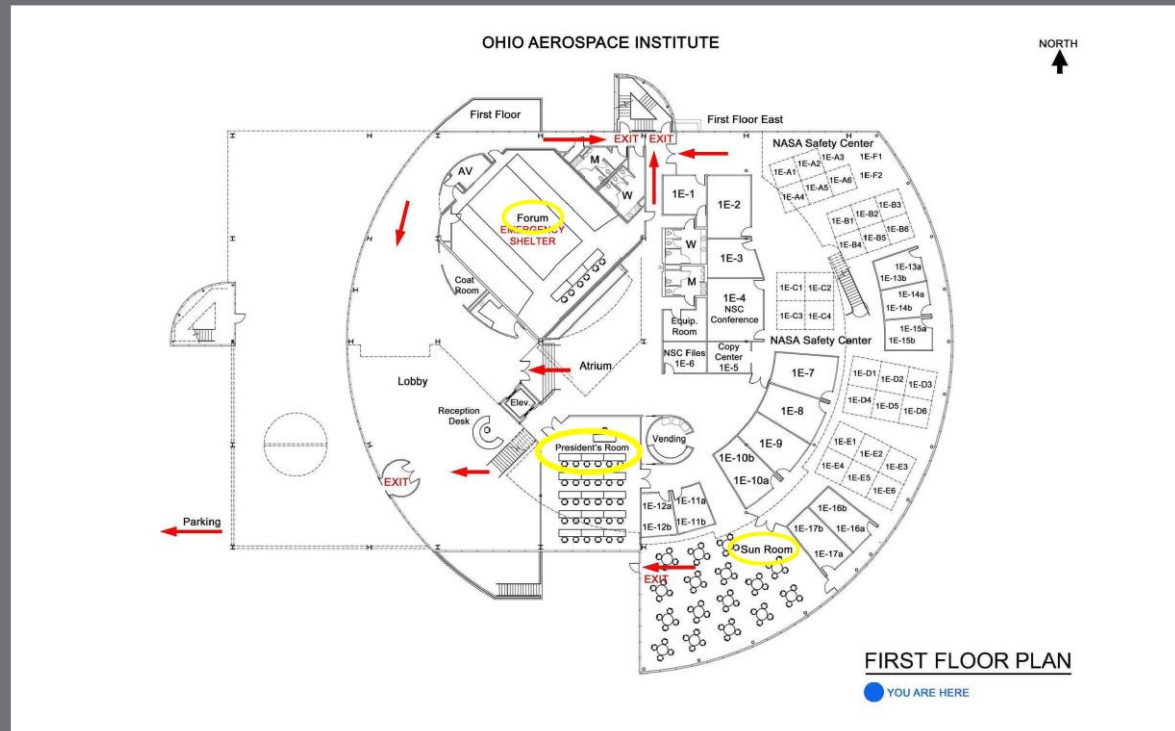 OHIO AEROSPACE INSTITUTE
NORTH
First Floor
First Floor East
EXIT EXIT
NASA Safety Center
1E-A1 1E-A2 1E-A3 1E-F1
1E-A4 1E-A5 1E-A6 1E-F2
AV
M
W
1E-1
1E-2
1E-B1 1E-B2 1E-B3
1E-B4 1E-B5 1E-B6
Forum
EMERGENCY
SHELTER
W
1E-3
M
1E-13a
1E-13b
Coat
Room
1E-4
NSC
Conference
1E-C1 1E-C2
1E-C3 1E-C4
1E-14a
1E-14b
Equip.
Room
1E-15a
1E-15b
NASA Safety Center
NSC Files
1E-6
Copy
Center
1E-5
Lobby
Atrium
1E-7
1E-D1 1E-D2 1E-D3
1E-D4 1E-D5 1E-D6
Elev.
Reception
Desk
1E-8
President's Room
Vending
1E-9
1E-E1 1E-E2 1E-E3
1E-E4 1E-E5 1E-E6
1E-10b
1E-10a
EXIT
1E-12a
1E-12b
1E-11a
1E-11b
1E-16b
1E-16a
1E-17b
1E-17a
Parking
Sun Room
EXIT
FIRST FLOOR PLAN
YOU ARE HERE